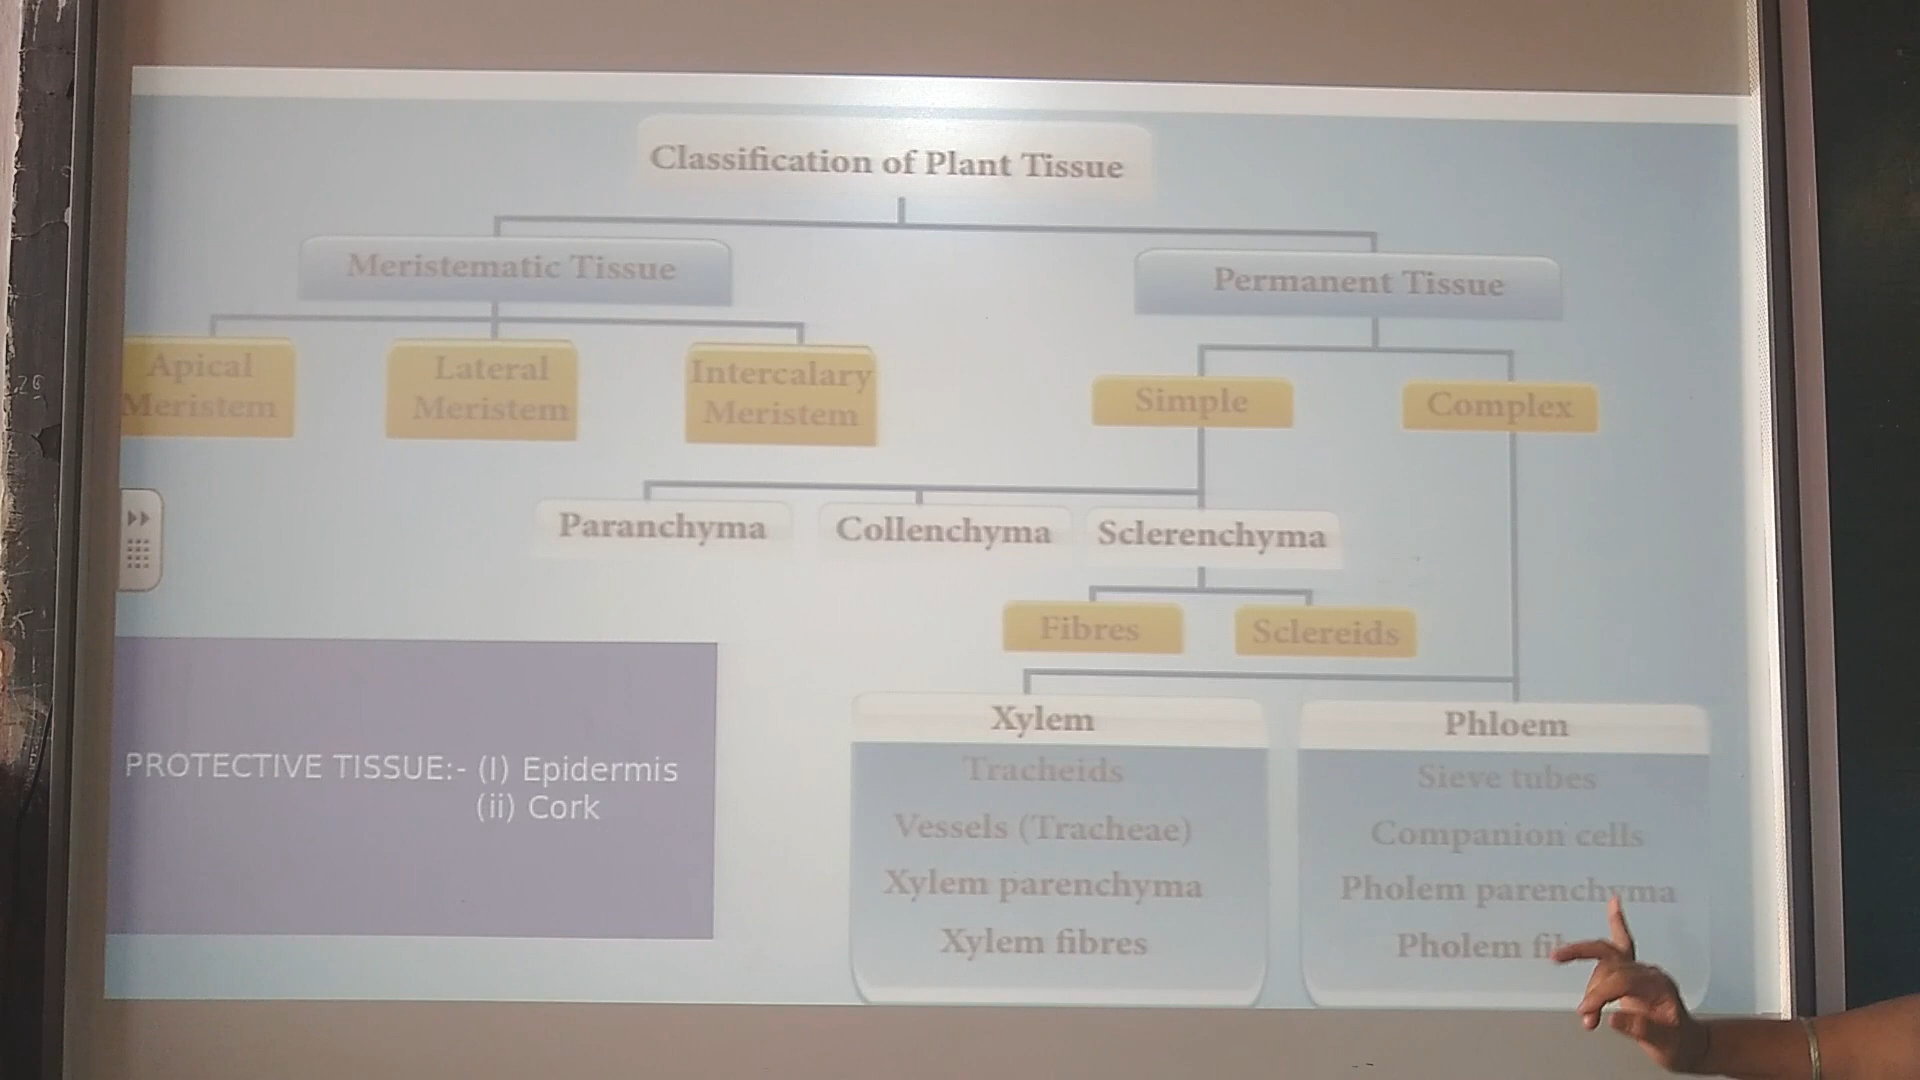 Classification of Plant Tissue
Meristematic Tissue
Permanent Tissue
Apical
Meristem
Lateral
Meristem
Intercalary
Meristem
Simple
Complex
Paranchyma
Collenchyma
Sclerenchyma
Fibres
Sclereids
PROTECTIVE TISSUE:- (I) Epidermis
(ii) Cork
Xylem
Tracheids
Vessels (Tracheae)
Xylem parenchyma
Xylem fibres
Phloem
Sieve tubes
Companion cells
Pholem parenchyma
Pholem